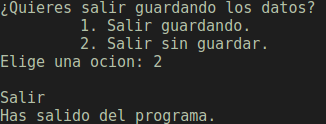 ¿Quieres salir guardando los datos?
1. Salir guardando.
2. Salir sin guardar.
Elige una ocion: 2
Salir
Has salido del programa.